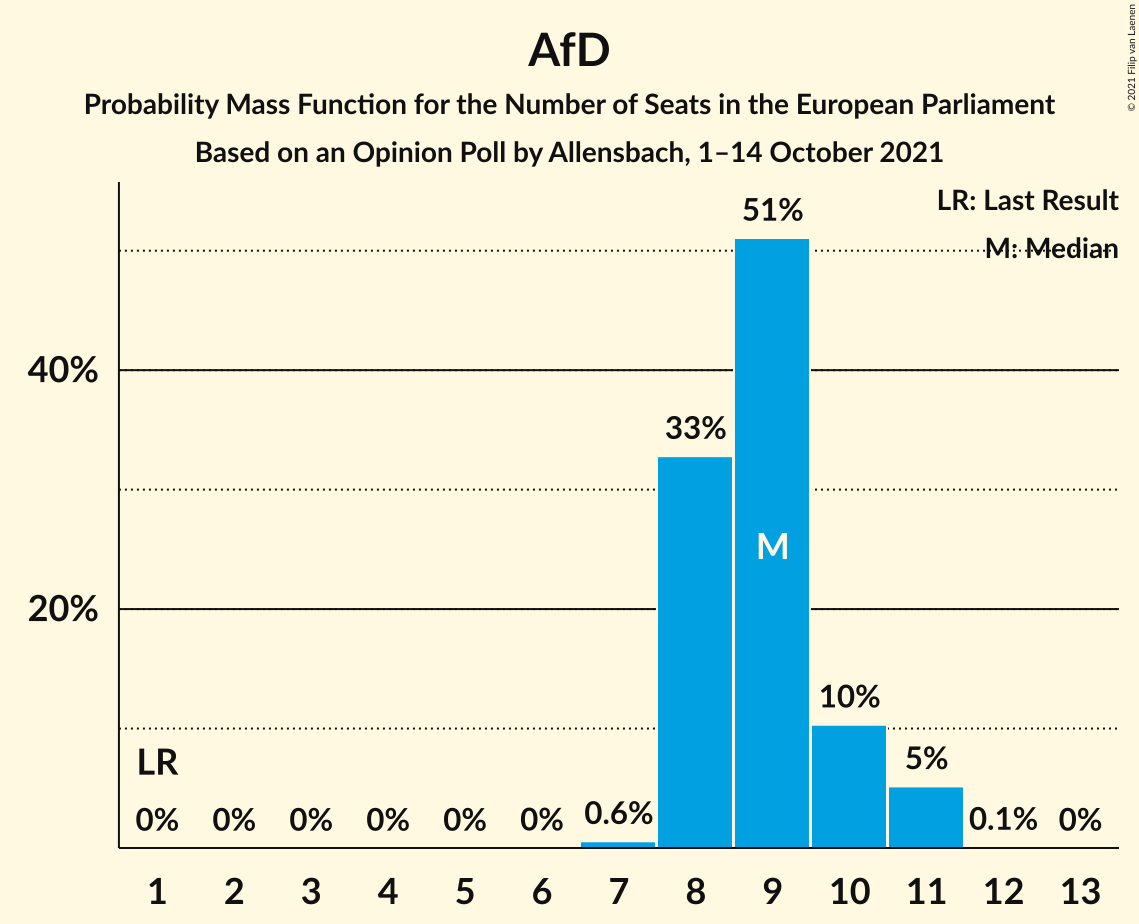 AfD
Probability Mass Function for the Number of Seats in the European Parliament
Based on an Opinion Poll by Allensbach, 1–14 October 2021
© 2021 Filip van Laenen
LR: Last Result
M: Median
51%
40%
33%
M
20%
10%
LR
5%
0% 0% 0% 0% 0% 0% 0.6% 0.1% 0%
1 2 3 4 5 6 7 8 9 10 11 12 13